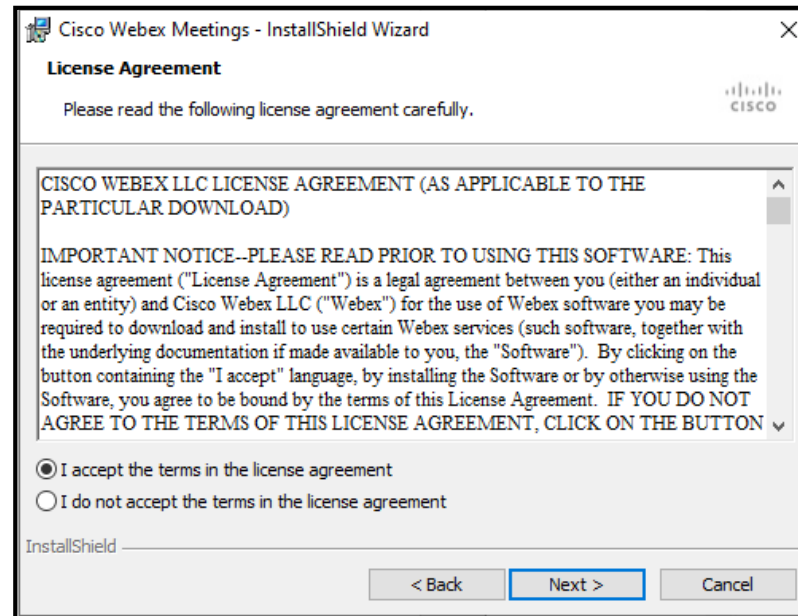 Cisco Webex Meetings - InstallShield Wizard
License Agreement
Please read the following license agreement carefully.
CISCO
CISCO WEBEX LLC LICENSE AGREEMENT (AS APPLICABLE TO THE
PARTICULAR DOWNLOAD)
IMPORTANT NOTICE--PLEASE READ PRIOR TO USING THIS SOFTWARE: This
license agreement ("License Agreement") is a legal agreement between you (either an individual
or an entity) and Cisco Webex LLC ("Webex") for the use of Webex software you may be
required to download and install to use certain Webex services (such software, together with
the underlying documentation if made available to you, the "Software"). By clicking on the
button containing the "I accept" language, by installing the Software or by otherwise using the
Software, you agree to be bound by the terms of this License Agreement. IF YOU DO NOT
AGREE TO THE TERMS OF THIS LICENSE AGREEMENT, CLICK ON THE BUTTON
I accept the terms in the license agreement
I do not accept the terms in the license agreement
InstallShield
< Back Next > Cancel